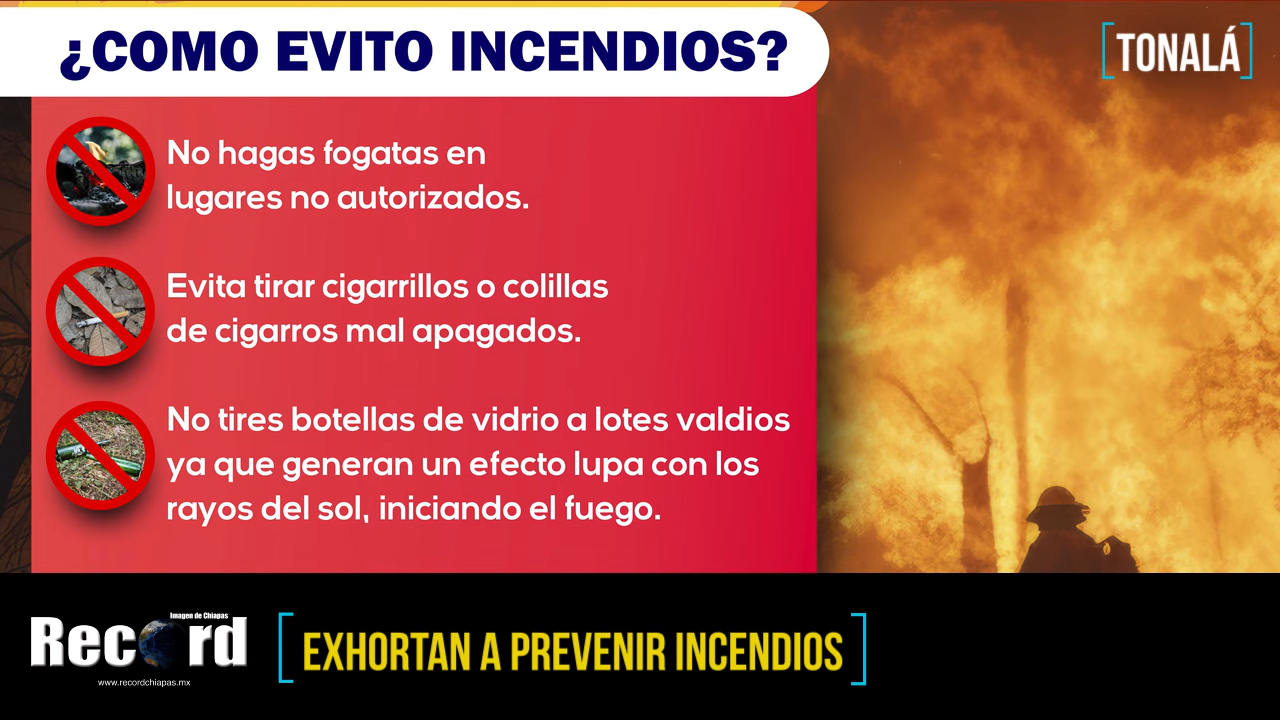 ¿COMO EVITO INCENDIOS?
[TONALÁ]
No hagas fogatas en
lugares no autorizados.
Evita tirar cigarrillos o colillas
de cigarros mal apagados.
No tires botellas de vidrio a lotes valdios
ya que generan un efecto lupa con los
rayos del sol, iniciando el fuego.
Imagen de Chiapas
Record
www.recordchiapas.mx
[EXHORTAN A PREVENIR INCENDIOS]